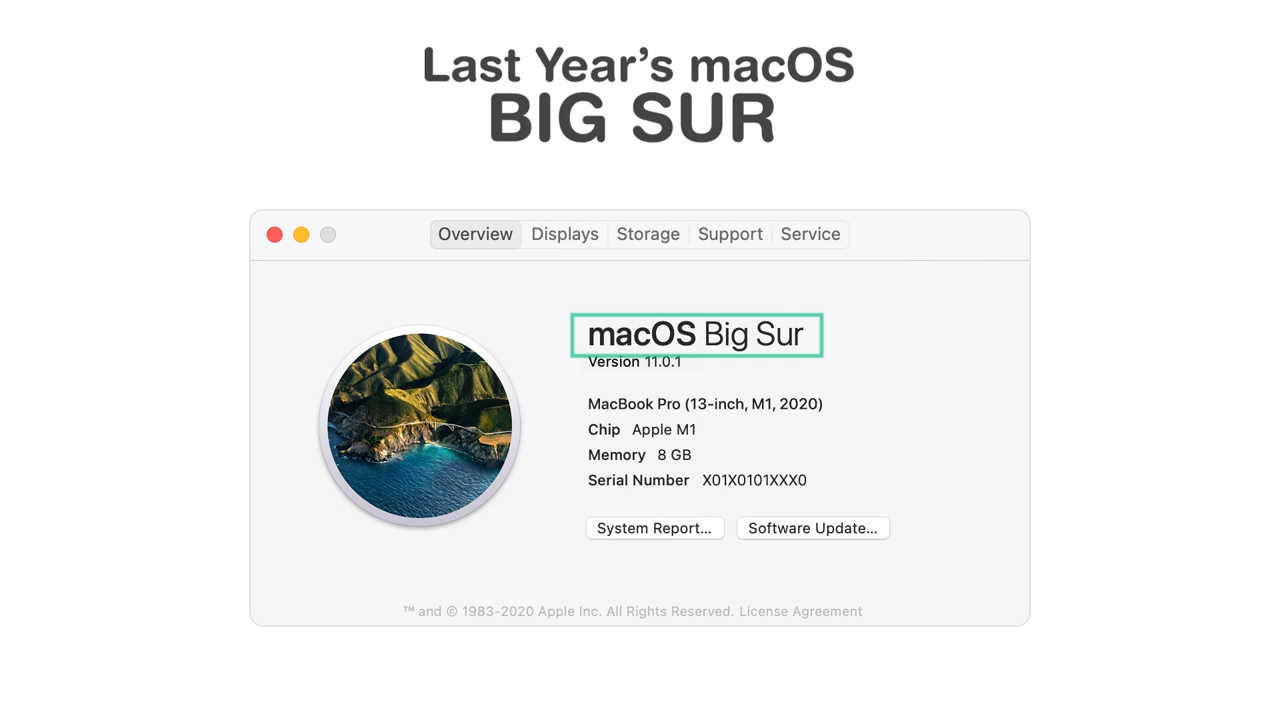 Last Year’s macOS
BIG SUR
Overview Displays Storage Support Service
macOS Big Sur
Version 11.0.1
MacBook Pro (13-inch, M1, 2020)
Chip Apple M1
Memory 8 GB
Serial Number X01X0101XXX0
System Report... Software Update...
™ and © 1983-2020 Apple Inc. All Rights Reserved. License Agreement